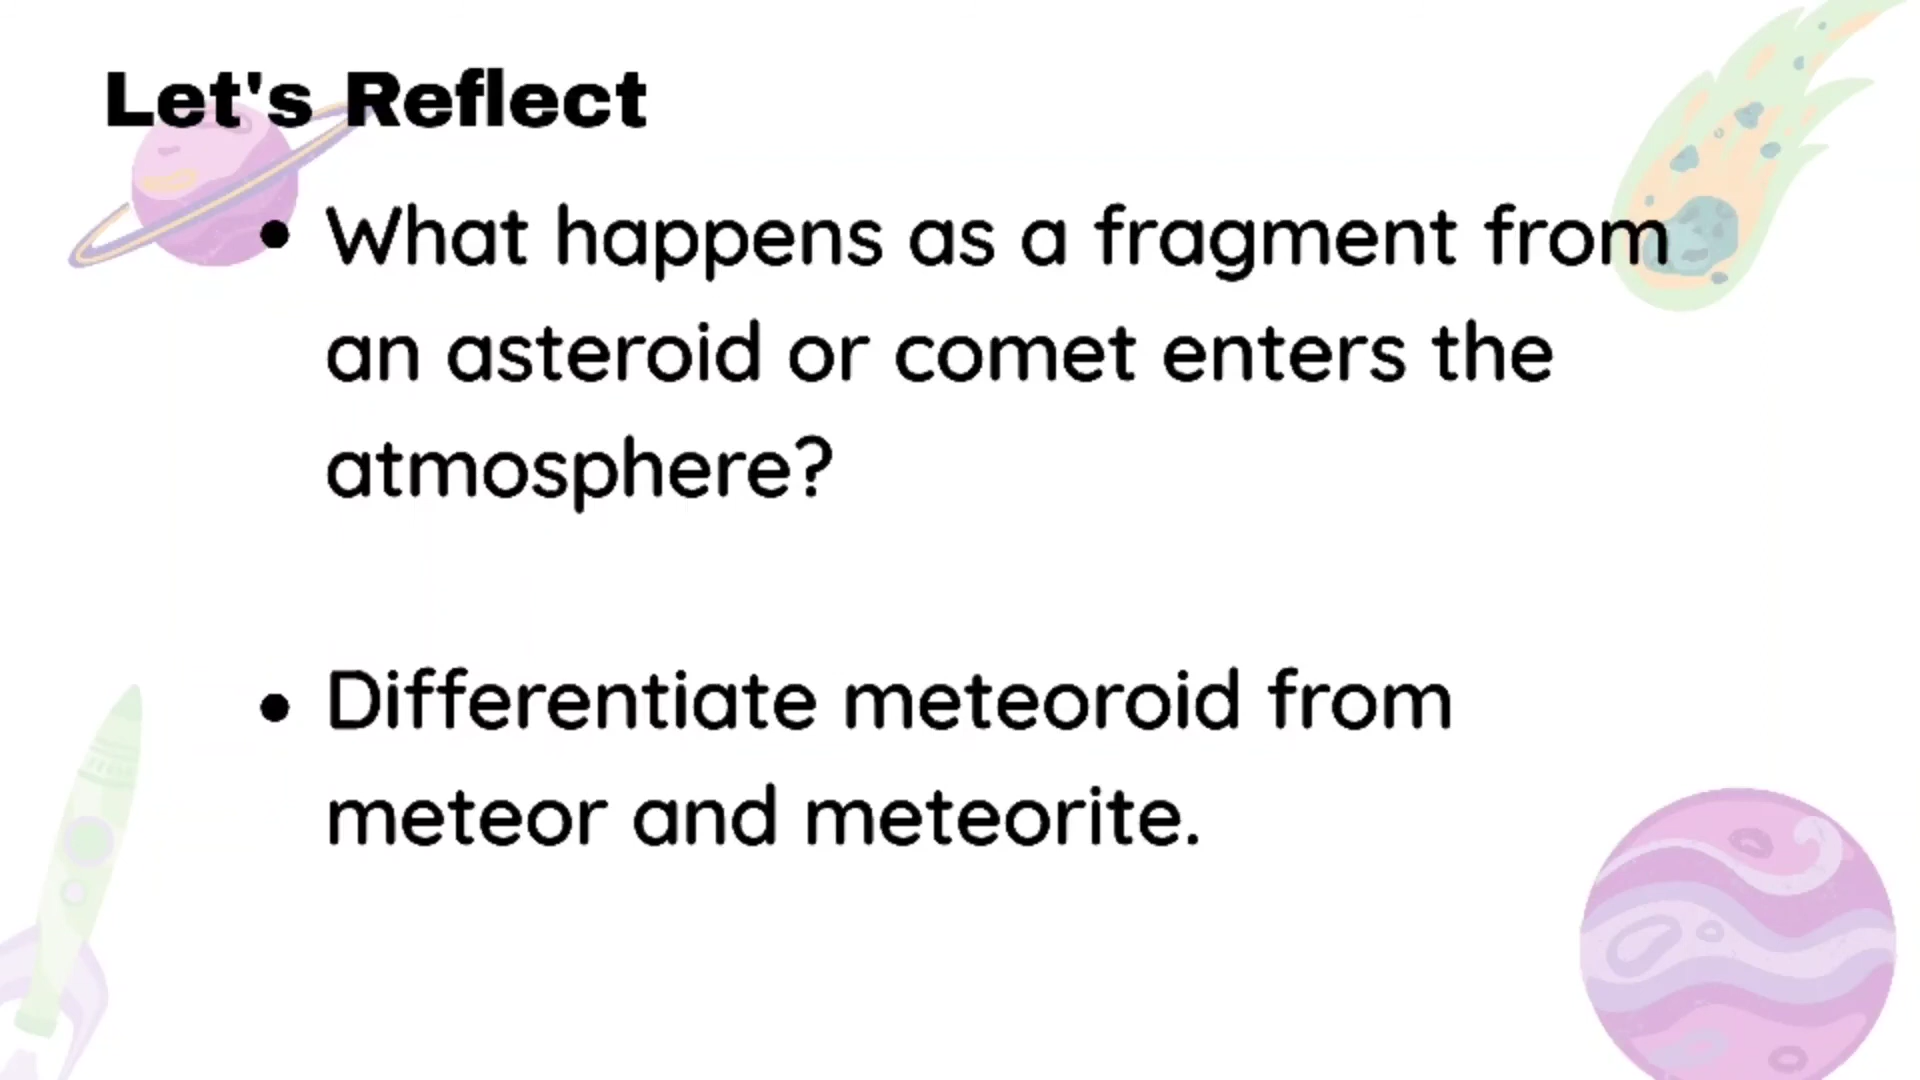 Let's Reflect
• What happens as a fragment from
an asteroid or comet enters the
atmosphere?
• Differentiate meteoroid from
meteor and meteorite.